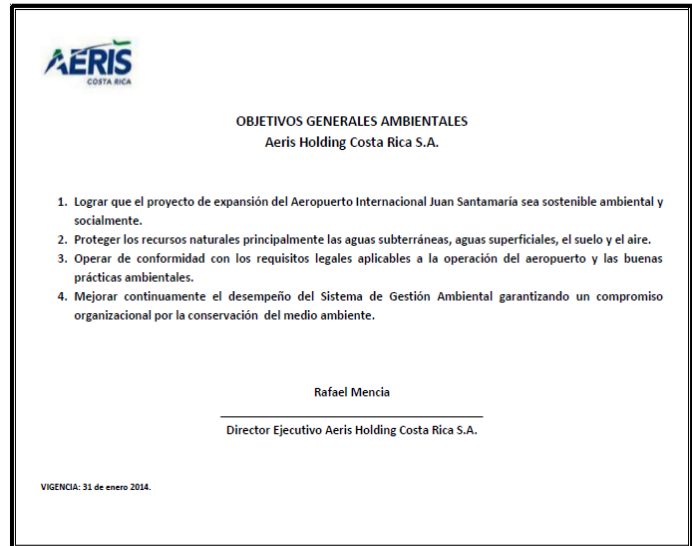 AERIS
COSTA RICA
OBJETIVOS GENERALES AMBIENTALES
Aeris Holding Costa Rica S.A.
1. Lograr que el proyecto de expansión del Aeropuerto Internacional Juan Santamaría sea sostenible ambiental y
socialmente.
2. Proteger los recursos naturales principalmente las aguas subterráneas, aguas superficiales, el suelo y el aire.
3. Operar de conformidad con los requisitos legales aplicables a la operación del aeropuerto y las buenas
prácticas ambientales.
4. Mejorar continuamente el desempeño del Sistema de Gestión Ambiental garantizando un compromiso
organizacional por la conservación del medio ambiente.
Rafael Mencia
Director Ejecutivo Aeris Holding Costa Rica S.A.
VIGENCIA: 31 de enero 2014.